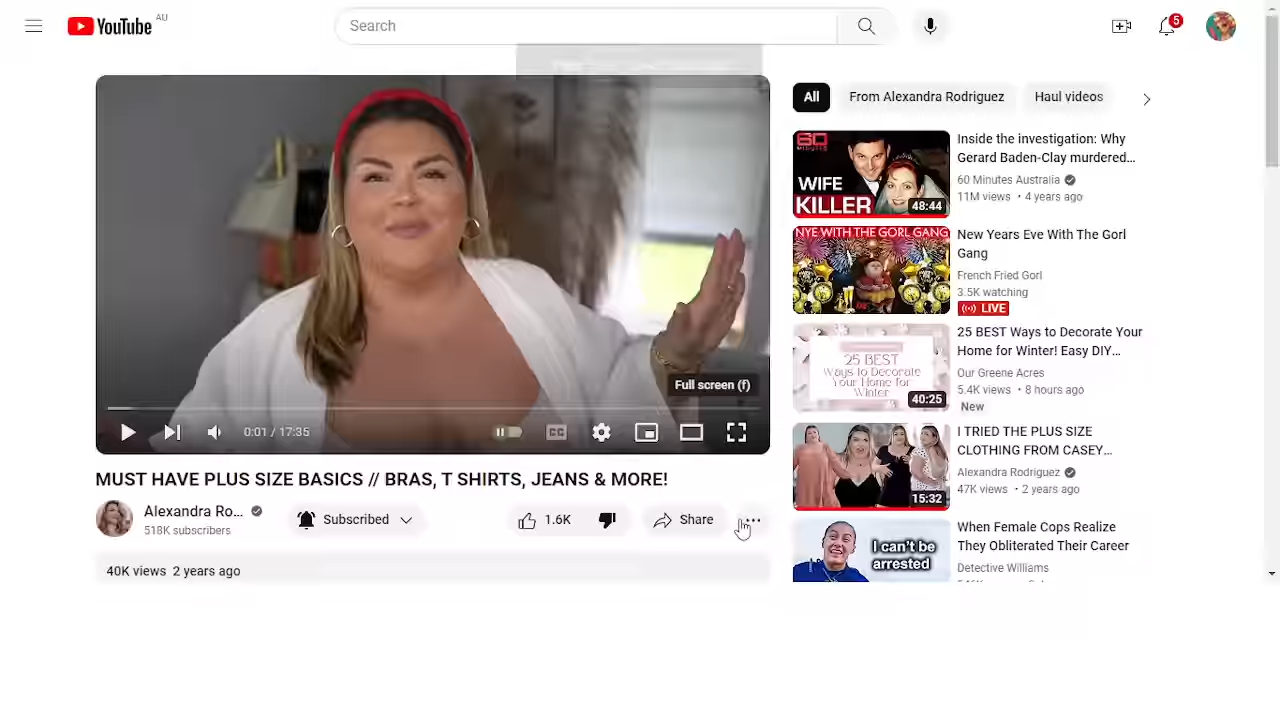 YouTube AU
Search
5
All
From Alexandra Rodriguez
Haul videos
Full screen (f)
0:01 / 17:35
CC
MUST HAVE PLUS SIZE BASICS // BRAS, T SHIRTS, JEANS & MORE!
Alexandra Ro...
518K subscribers
Subscribed
1.6K
Share
40K views 2 years ago
60
MINUTES
WIFE
KILLER
48:44
Inside the investigation: Why
Gerard Baden-Clay murdered...
60 Minutes Australia
11M views • 4 years ago
NYE WITH THE GORL GANG
New Years Eve With The Gorl
Gang
French Fried Gorl
3.5K watching
LIVE
25 BEST
Ways to Decorate
Your Home for
Winter
40:25
25 BEST Ways to Decorate Your
Home for Winter! Easy DIY...
Our Greene Acres
5.4K views • 8 hours ago
New
15:32
I TRIED THE PLUS SIZE
CLOTHING FROM CASEY...
Alexandra Rodriguez
47K views • 2 years ago
I can't be
arrested
When Female Cops Realize
They Obliterated Their Career
Detective Williams